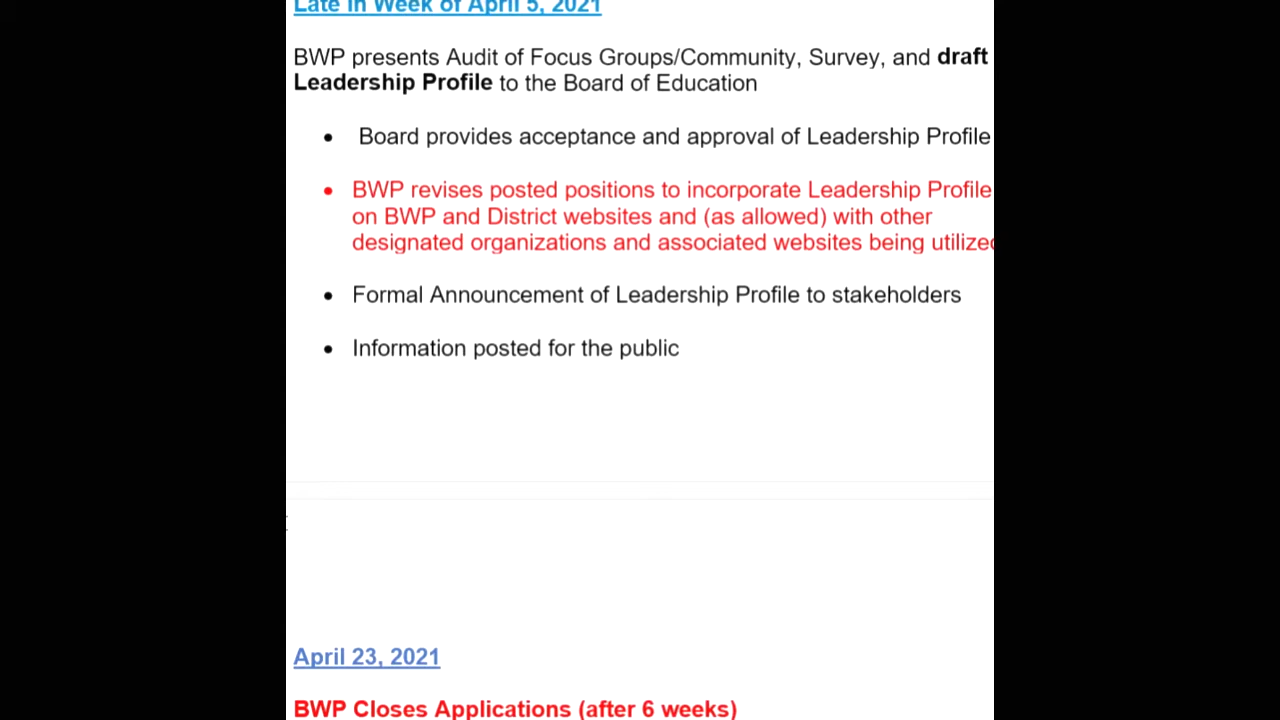 Late in Week of April 5, 2021
BWP presents Audit of Focus Groups/Community, Survey, and draft
Leadership Profile to the Board of Education
• Board provides acceptance and approval of Leadership Profile
• BWP revises posted positions to incorporate Leadership Profile
on BWP and District websites and (as allowed) with other
designated organizations and associated websites being utilized
• Formal Announcement of Leadership Profile to stakeholders
• Information posted for the public
April 23, 2021
BWP Closes Applications (after 6 weeks)